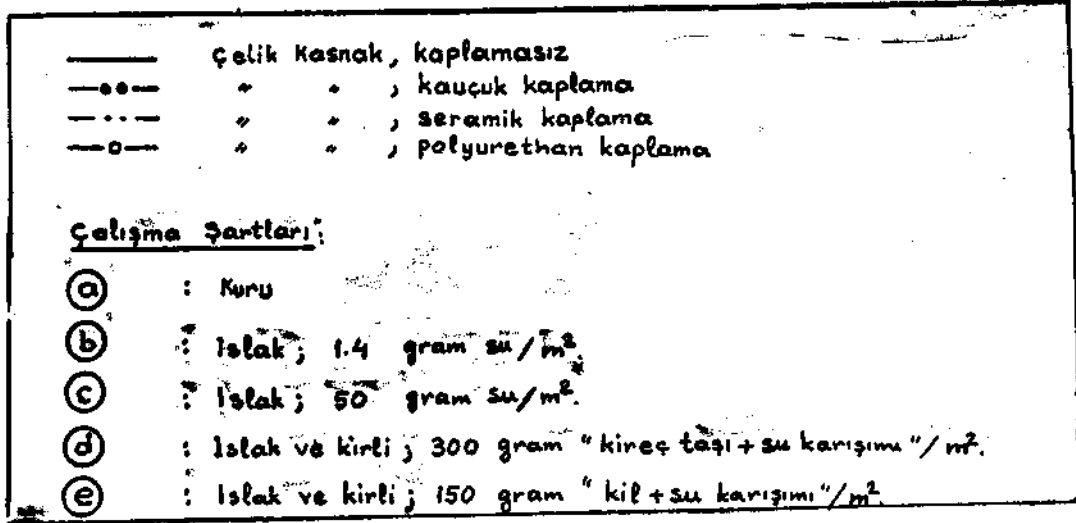 Çelik Kasnak, kaplamasız
" " , kauçuk kaplama
" " , seramik kaplama
" " , polyurethan kaplama
Çalışma Şartları:
a : Kuru
b : Islak; 1.4 gram su/m².
c : Islak; 50 gram su/m².
d : Islak ve kirli; 300 gram "kireç taşı + su karışımı"/m².
e : Islak ve kirli; 150 gram "kil + su karışımı"/m².